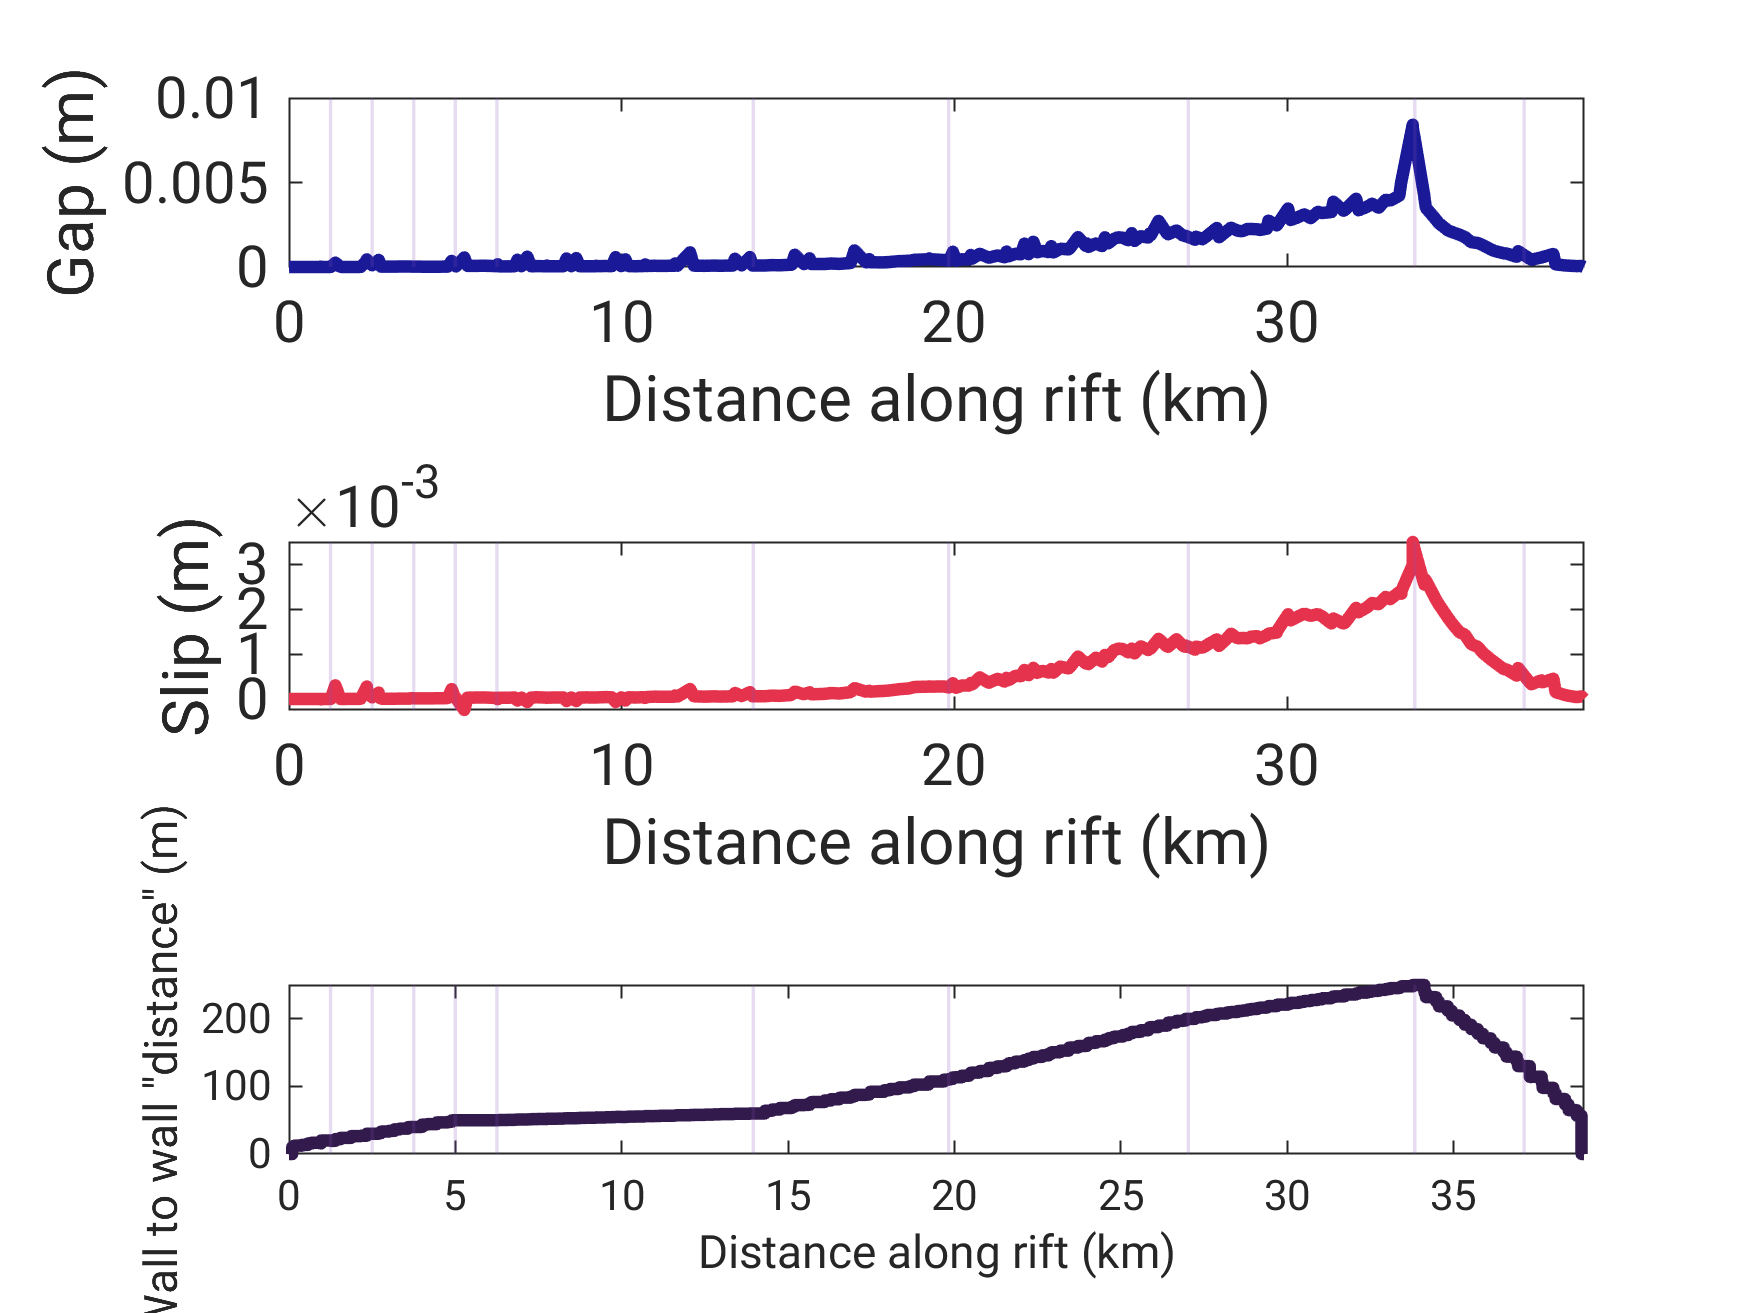 Gap (m)
0.01
0.005
0
0 10 20 30
Distance along rift (km)
×10-3
Slip (m)
3
2
1
0
0 10 20 30
Distance along rift (km)
Wall to wall "distance" (m)
200
100
0
0 5 10 15 20 25 30 35
Distance along rift (km)